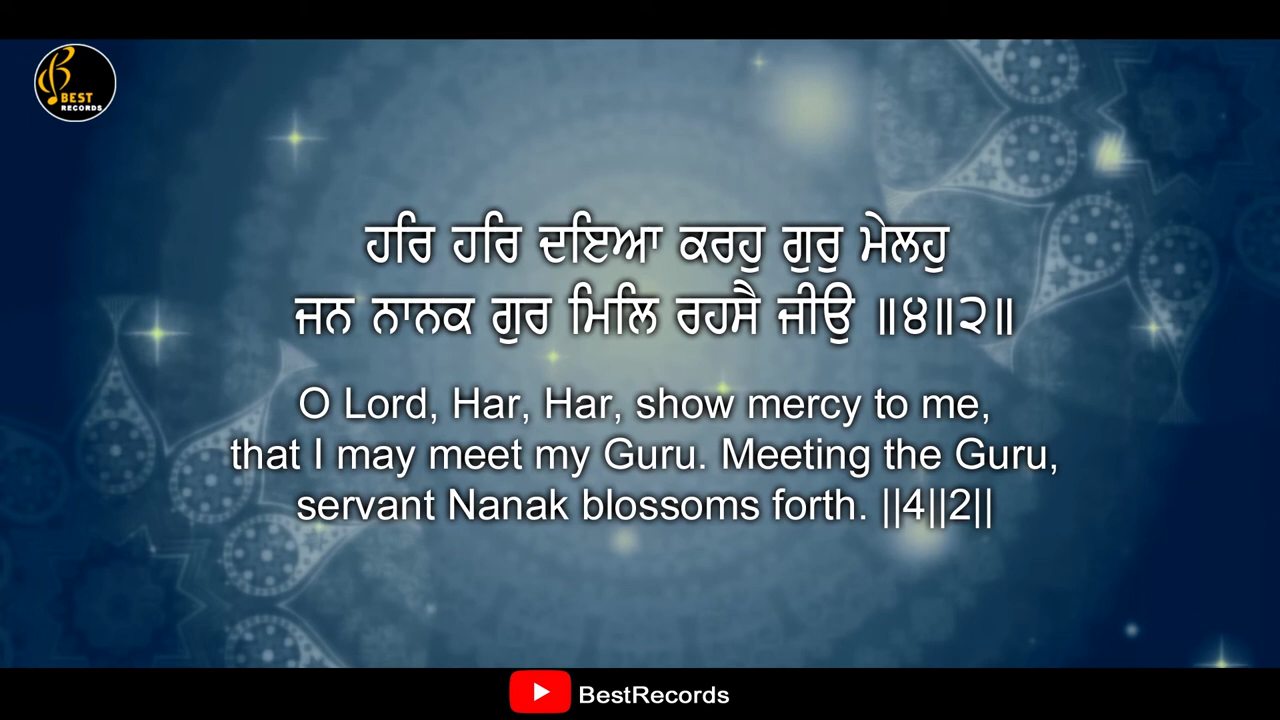 BEST
RECORDS
ਹਰਿ ਹਰਿ ਦਇਆ ਕਰਹੁ ਗੁਰੁ ਮੇਲਹੁ
ਜਨ ਨਾਨਕ ਗੁਰ ਮਿਲਿ ਰਹਸੈ ਜੀਉ ॥੪॥੨॥
O Lord, Har, Har, show mercy to me,
that I may meet my Guru. Meeting the Guru,
servant Nanak blossoms forth. ||4||2||
BestRecords